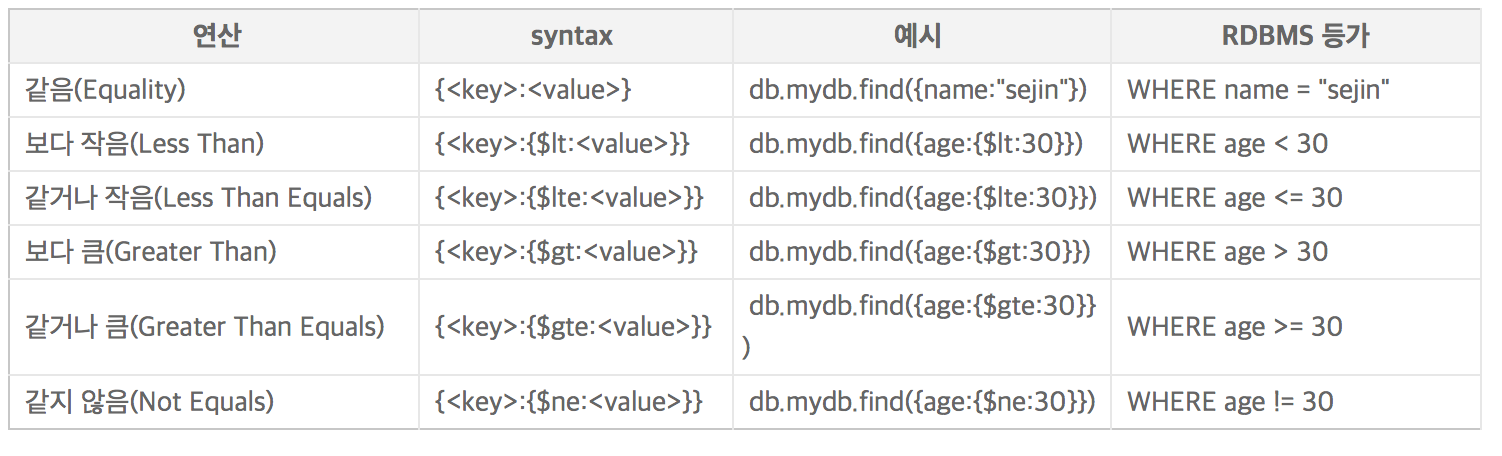 연산 syntax 예시 RDBMS 등가
같음(Equality) {<key>:<value>} db.mydb.find({name:"sejin"}) WHERE name = "sejin"
보다 작음(Less Than) {<key>:{$lt:<value>}} db.mydb.find({age:{$lt:30}}) WHERE age < 30
같거나 작음(Less Than Equals) {<key>:{$lte:<value>}} db.mydb.find({age:{$lte:30}}) WHERE age <= 30
보다 큼(Greater Than) {<key>:{$gt:<value>}} db.mydb.find({age:{$gt:30}}) WHERE age > 30
같거나 큼(Greater Than Equals) {<key>:{$gte:<value>}} db.mydb.find({age:{$gte:30}}
) WHERE age >= 30
같지 않음(Not Equals) {<key>:{$ne:<value>}} db.mydb.find({age:{$ne:30}}) WHERE age != 30